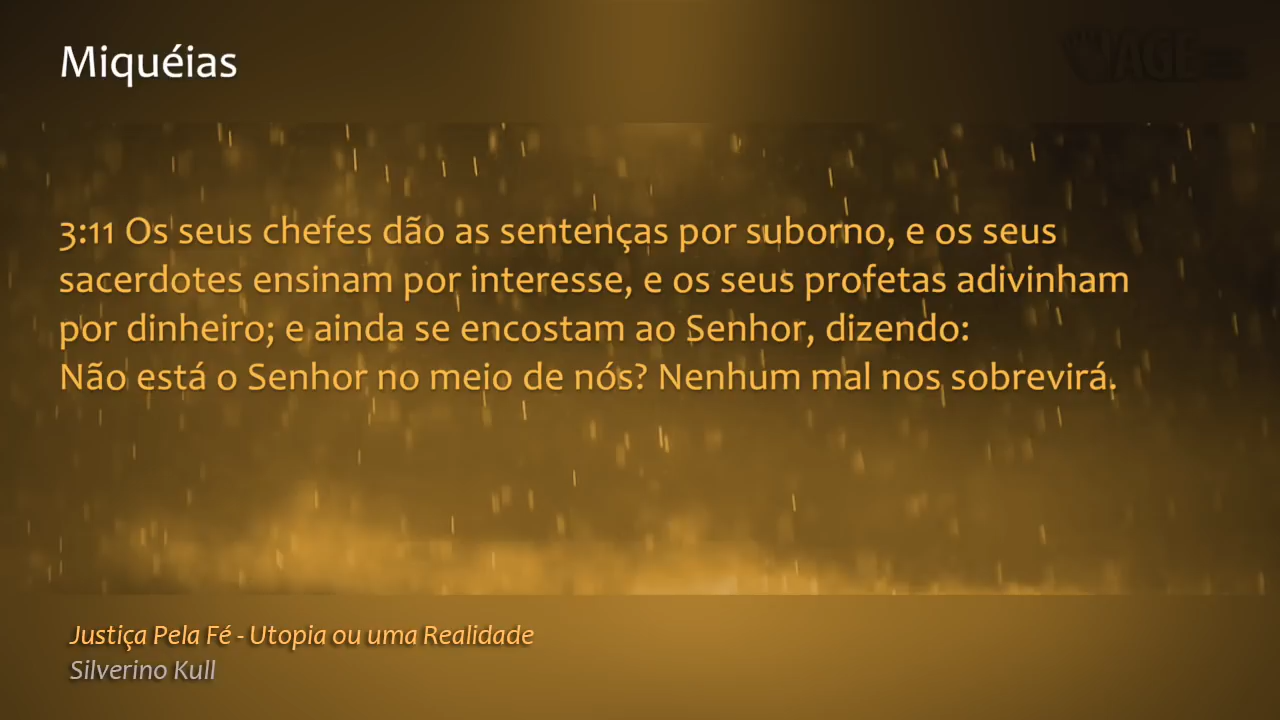 Miquéias
3:11 Os seus chefes dão as sentenças por suborno, e os seus
sacerdotes ensinam por interesse, e os seus profetas adivinham
por dinheiro; e ainda se encostam ao Senhor, dizendo:
Não está o Senhor no meio de nós? Nenhum mal nos sobrevirá.
Justiça Pela Fé - Utopia ou uma Realidade
Silverino Kull